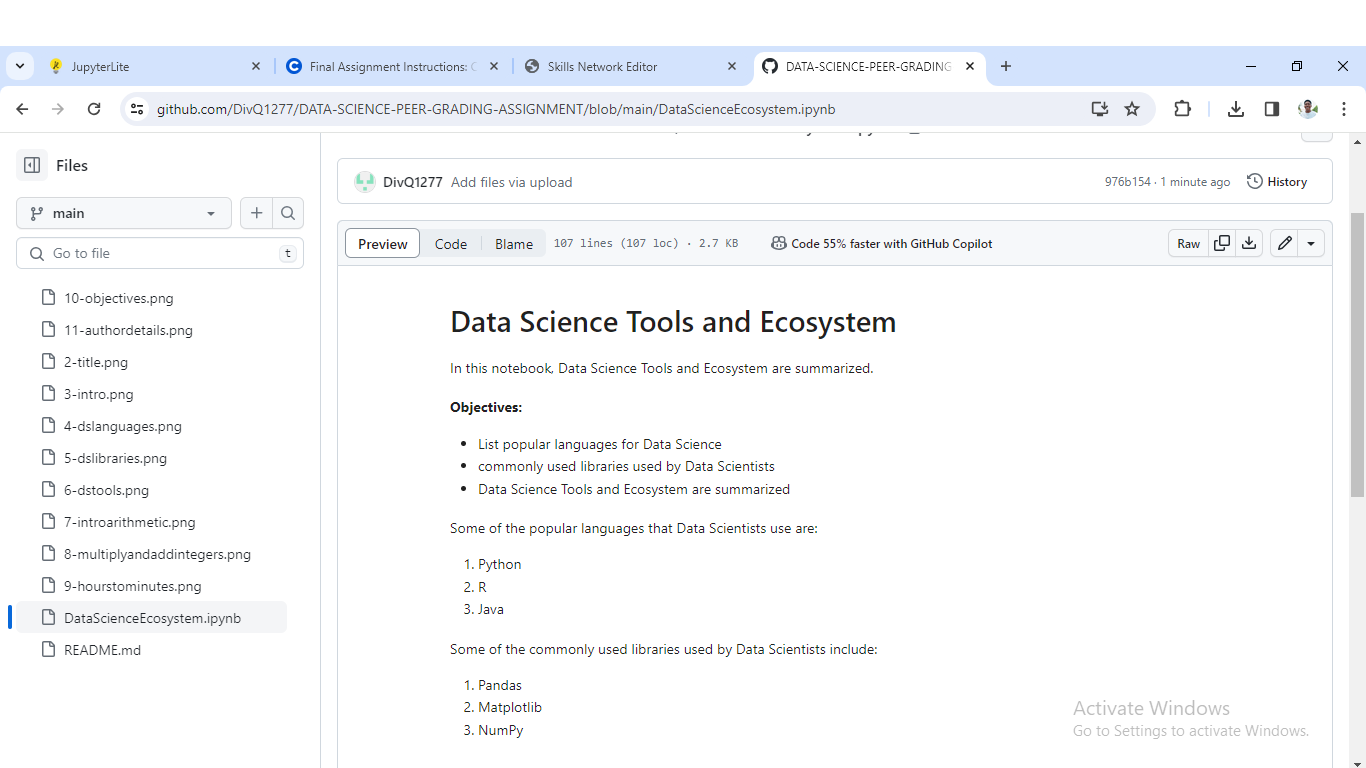 JupyterLite
Final Assignment Instructions: C
Skills Network Editor
DATA-SCIENCE-PEER-GRADING
github.com/DivQ1277/DATA-SCIENCE-PEER-GRADING-ASSIGNMENT/blob/main/DataScienceEcosystem.ipynb
Files
main
Go to file
t
10-objectives.png
11-authordetails.png
2-title.png
3-intro.png
4-dslanguages.png
5-dslibraries.png
6-dstools.png
7-introarithmetic.png
8-multiplyandaddintegers.png
9-hourstominutes.png
DataScienceEcosystem.ipynb
README.md
DivQ1277 Add files via upload
976b154 · 1 minute ago
History
Preview
Code
Blame
107 lines (107 loc) · 2.7 KB
Code 55% faster with GitHub Copilot
Raw
Data Science Tools and Ecosystem
In this notebook, Data Science Tools and Ecosystem are summarized.
Objectives:
• List popular languages for Data Science
• commonly used libraries used by Data Scientists
• Data Science Tools and Ecosystem are summarized
Some of the popular languages that Data Scientists use are:
1. Python
2. R
3. Java
Some of the commonly used libraries used by Data Scientists include:
1. Pandas
2. Matplotlib
3. NumPy
Activate Windows
Go to Settings to activate Windows.